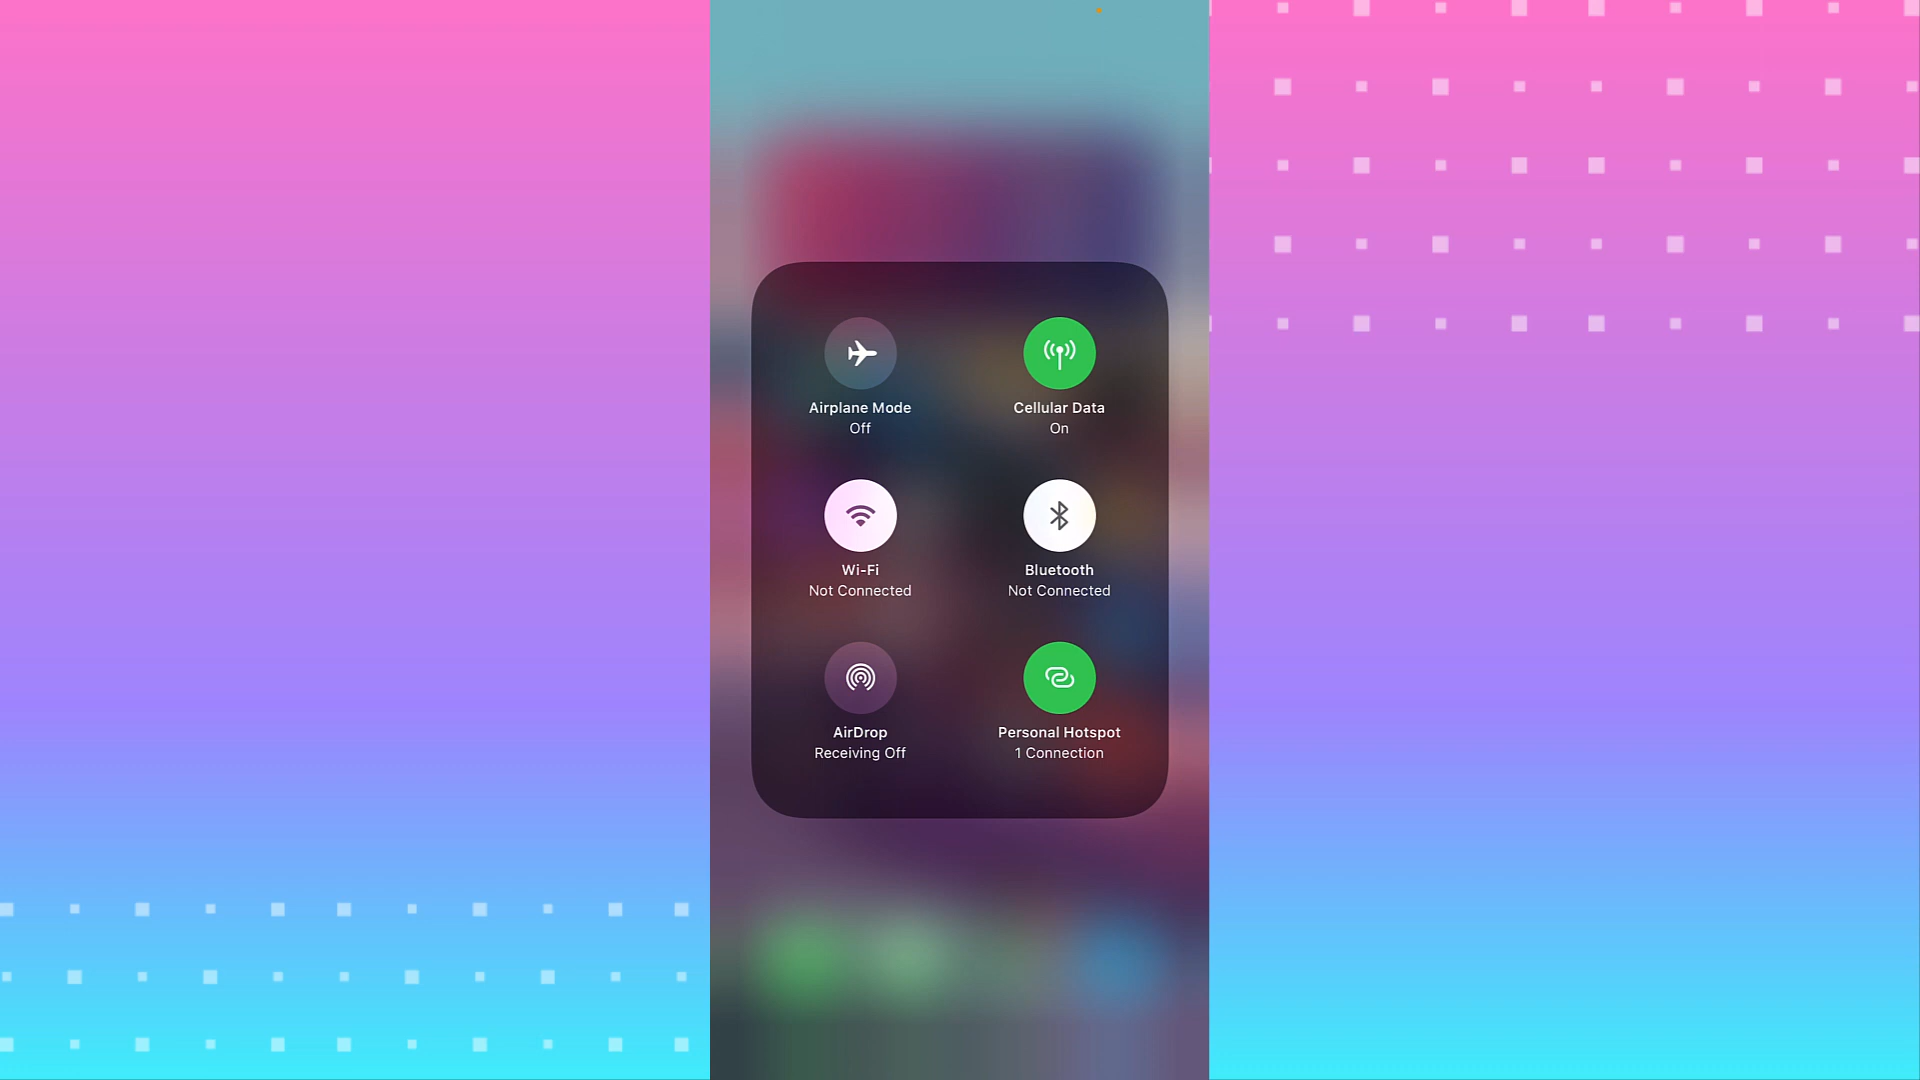 Airplane Mode
Off
Cellular Data
On
Wi-Fi
Not Connected
Bluetooth
Not Connected
AirDrop
Receiving Off
Personal Hotspot
1 Connection